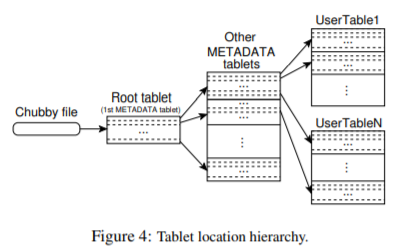 Chubby file
Root tablet
(1st METADATA tablet)
...
Other
METADATA
tablets
...
...
⋮
...
UserTable1
...
...
⋮
UserTableN
...
⋮
...
Figure 4: Tablet location hierarchy.